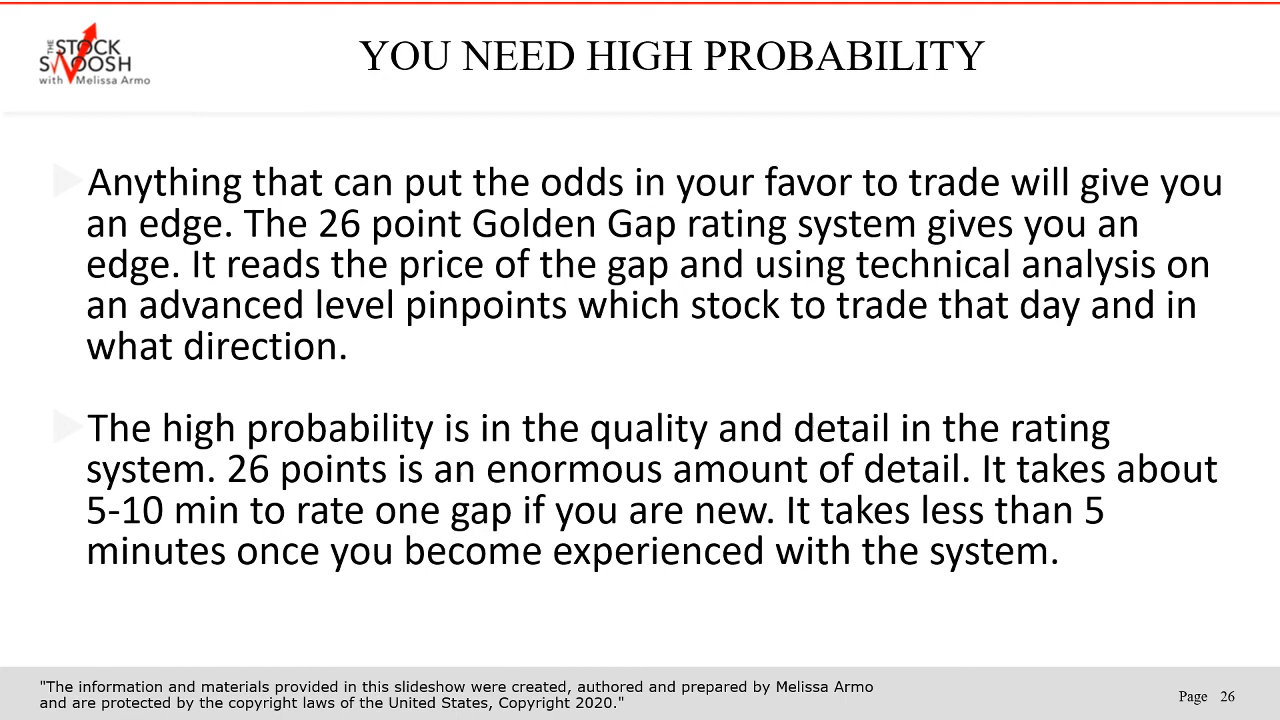 THE STOCK
SWOOSH
with Melissa Armo
YOU NEED HIGH PROBABILITY
Anything that can put the odds in your favor to trade will give you
an edge. The 26 point Golden Gap rating system gives you an
edge. It reads the price of the gap and using technical analysis on
an advanced level pinpoints which stock to trade that day and in
what direction.
The high probability is in the quality and detail in the rating
system. 26 points is an enormous amount of detail. It takes about
5-10 min to rate one gap if you are new. It takes less than 5
minutes once you become experienced with the system.
"The information and materials provided in this slideshow were created, authored and prepared by Melissa Armo
and are protected by the copyright laws of the United States, Copyright 2020."
Page 26